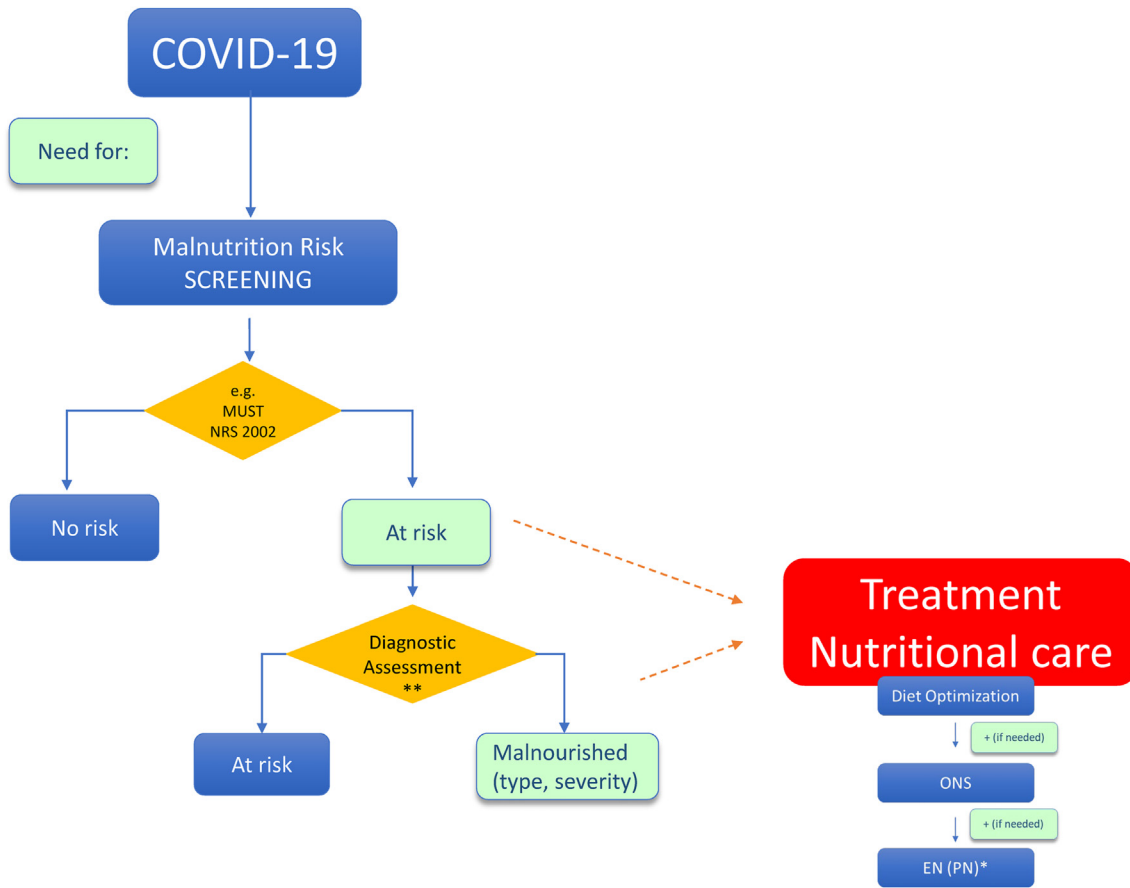 COVID-19
Need for:
Malnutrition Risk
SCREENING
e.g.
MUST
NRS 2002
No risk
At risk
Diagnostic
Assessment
**
At risk
Malnourished
(type, severity)
Treatment
Nutritional care
Diet Optimization
+ (if needed)
ONS
+ (if needed)
EN (PN)*